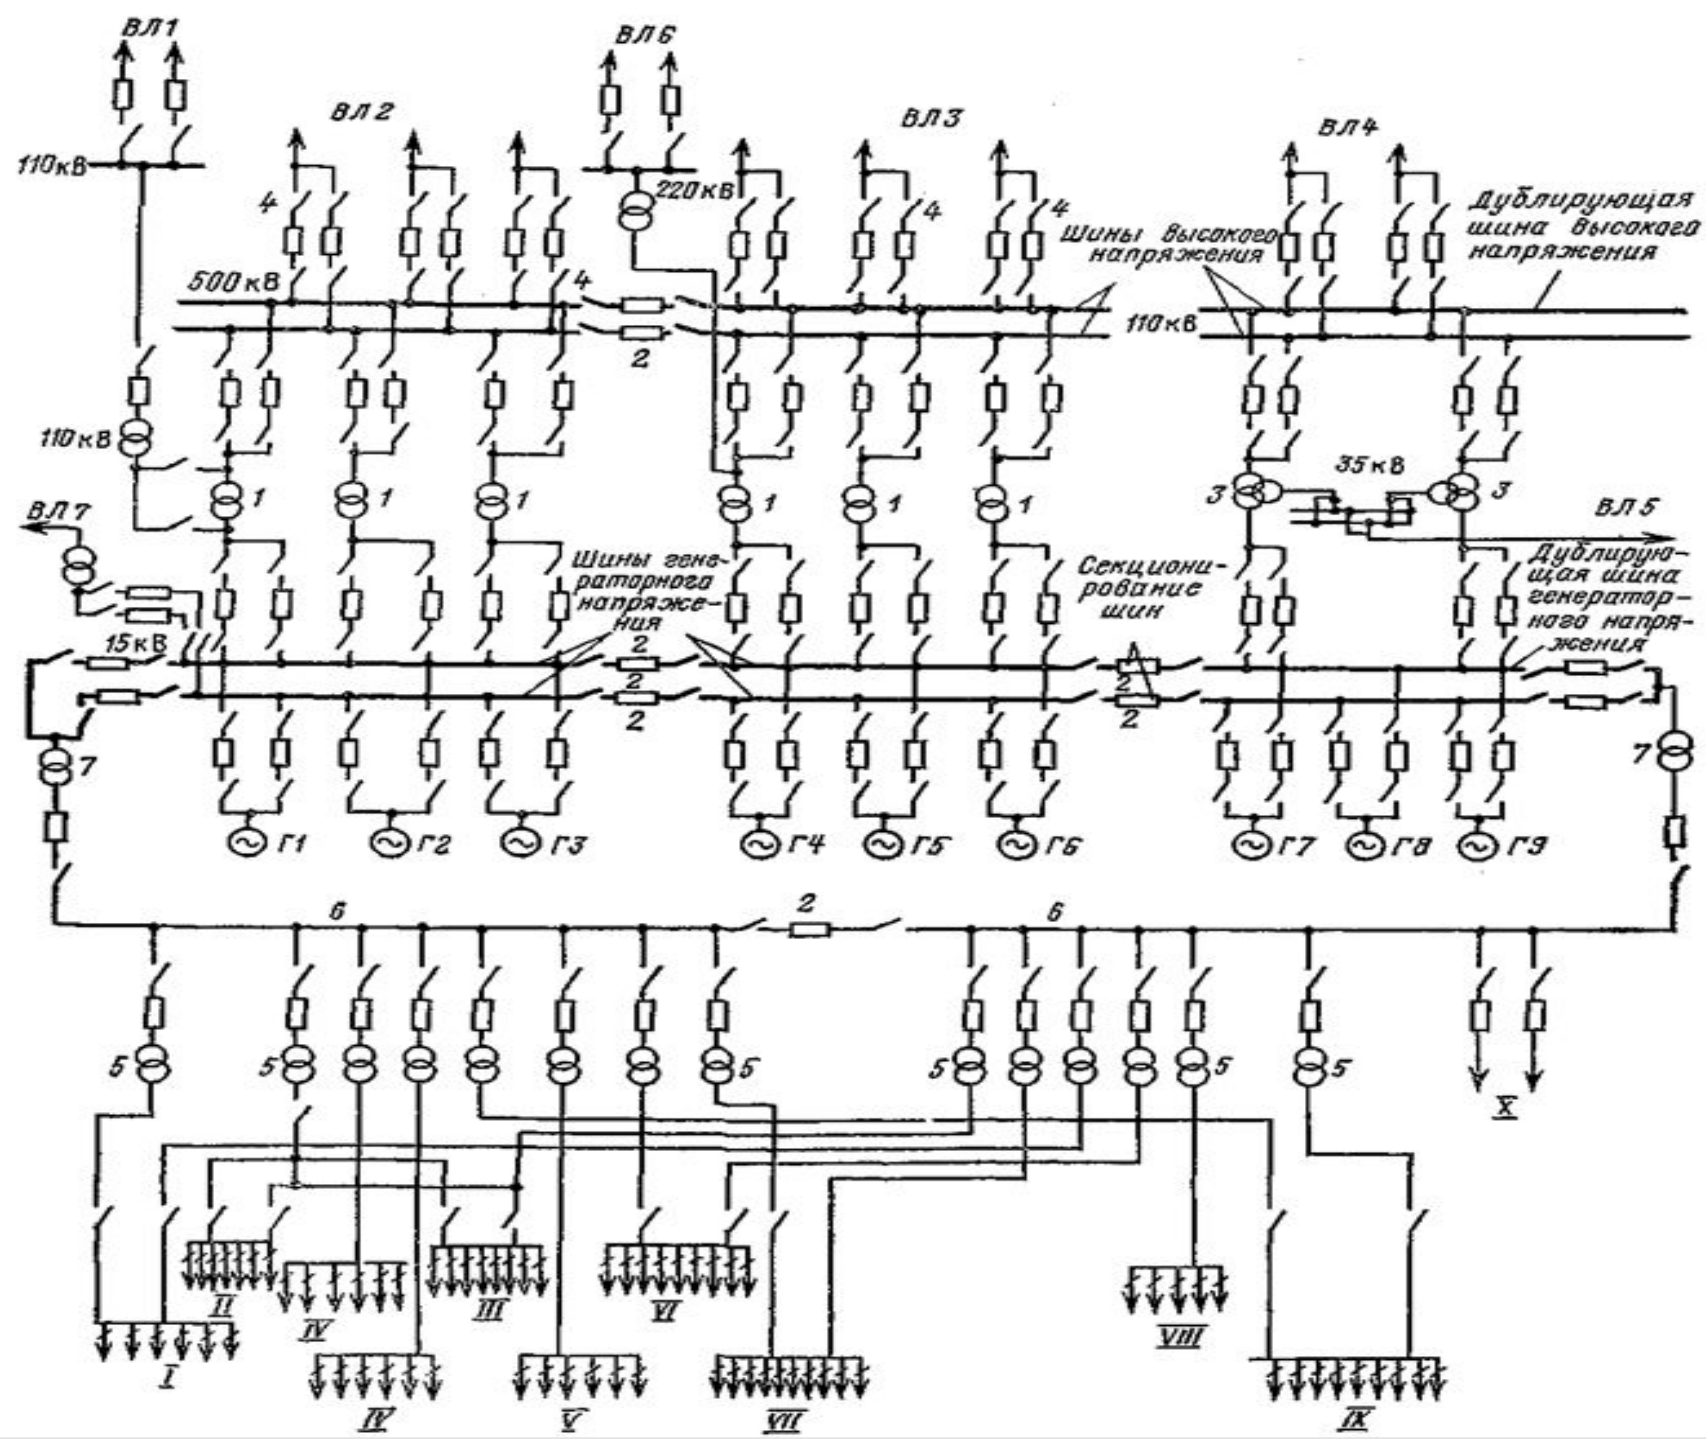 ВЛ1
ВЛ6
ВЛ2
ВЛ3
ВЛ4
110кВ
220кВ
4
4
4
Шины высокого
напряжения
Дублирующая
шина высокого
напряжения
500кВ
4
2
110кВ
110кВ
35кВ
1
1
1
1
1
1
3
3
ВЛ7
ВЛ5
Шины гене-
раторного
напряже-
ния
Секциони-
рование
шин
Дублирую-
щая шина
генератор-
ного напря-
жения
15кВ
2
2
2
2
2
7
7
Г1
Г2
Г3
Г4
Г5
Г6
Г7
Г8
Г9
6
2
6
5
5
5
5
5
5
X
II
IV
III
VI
VIII
I
IV
V
VII
IX